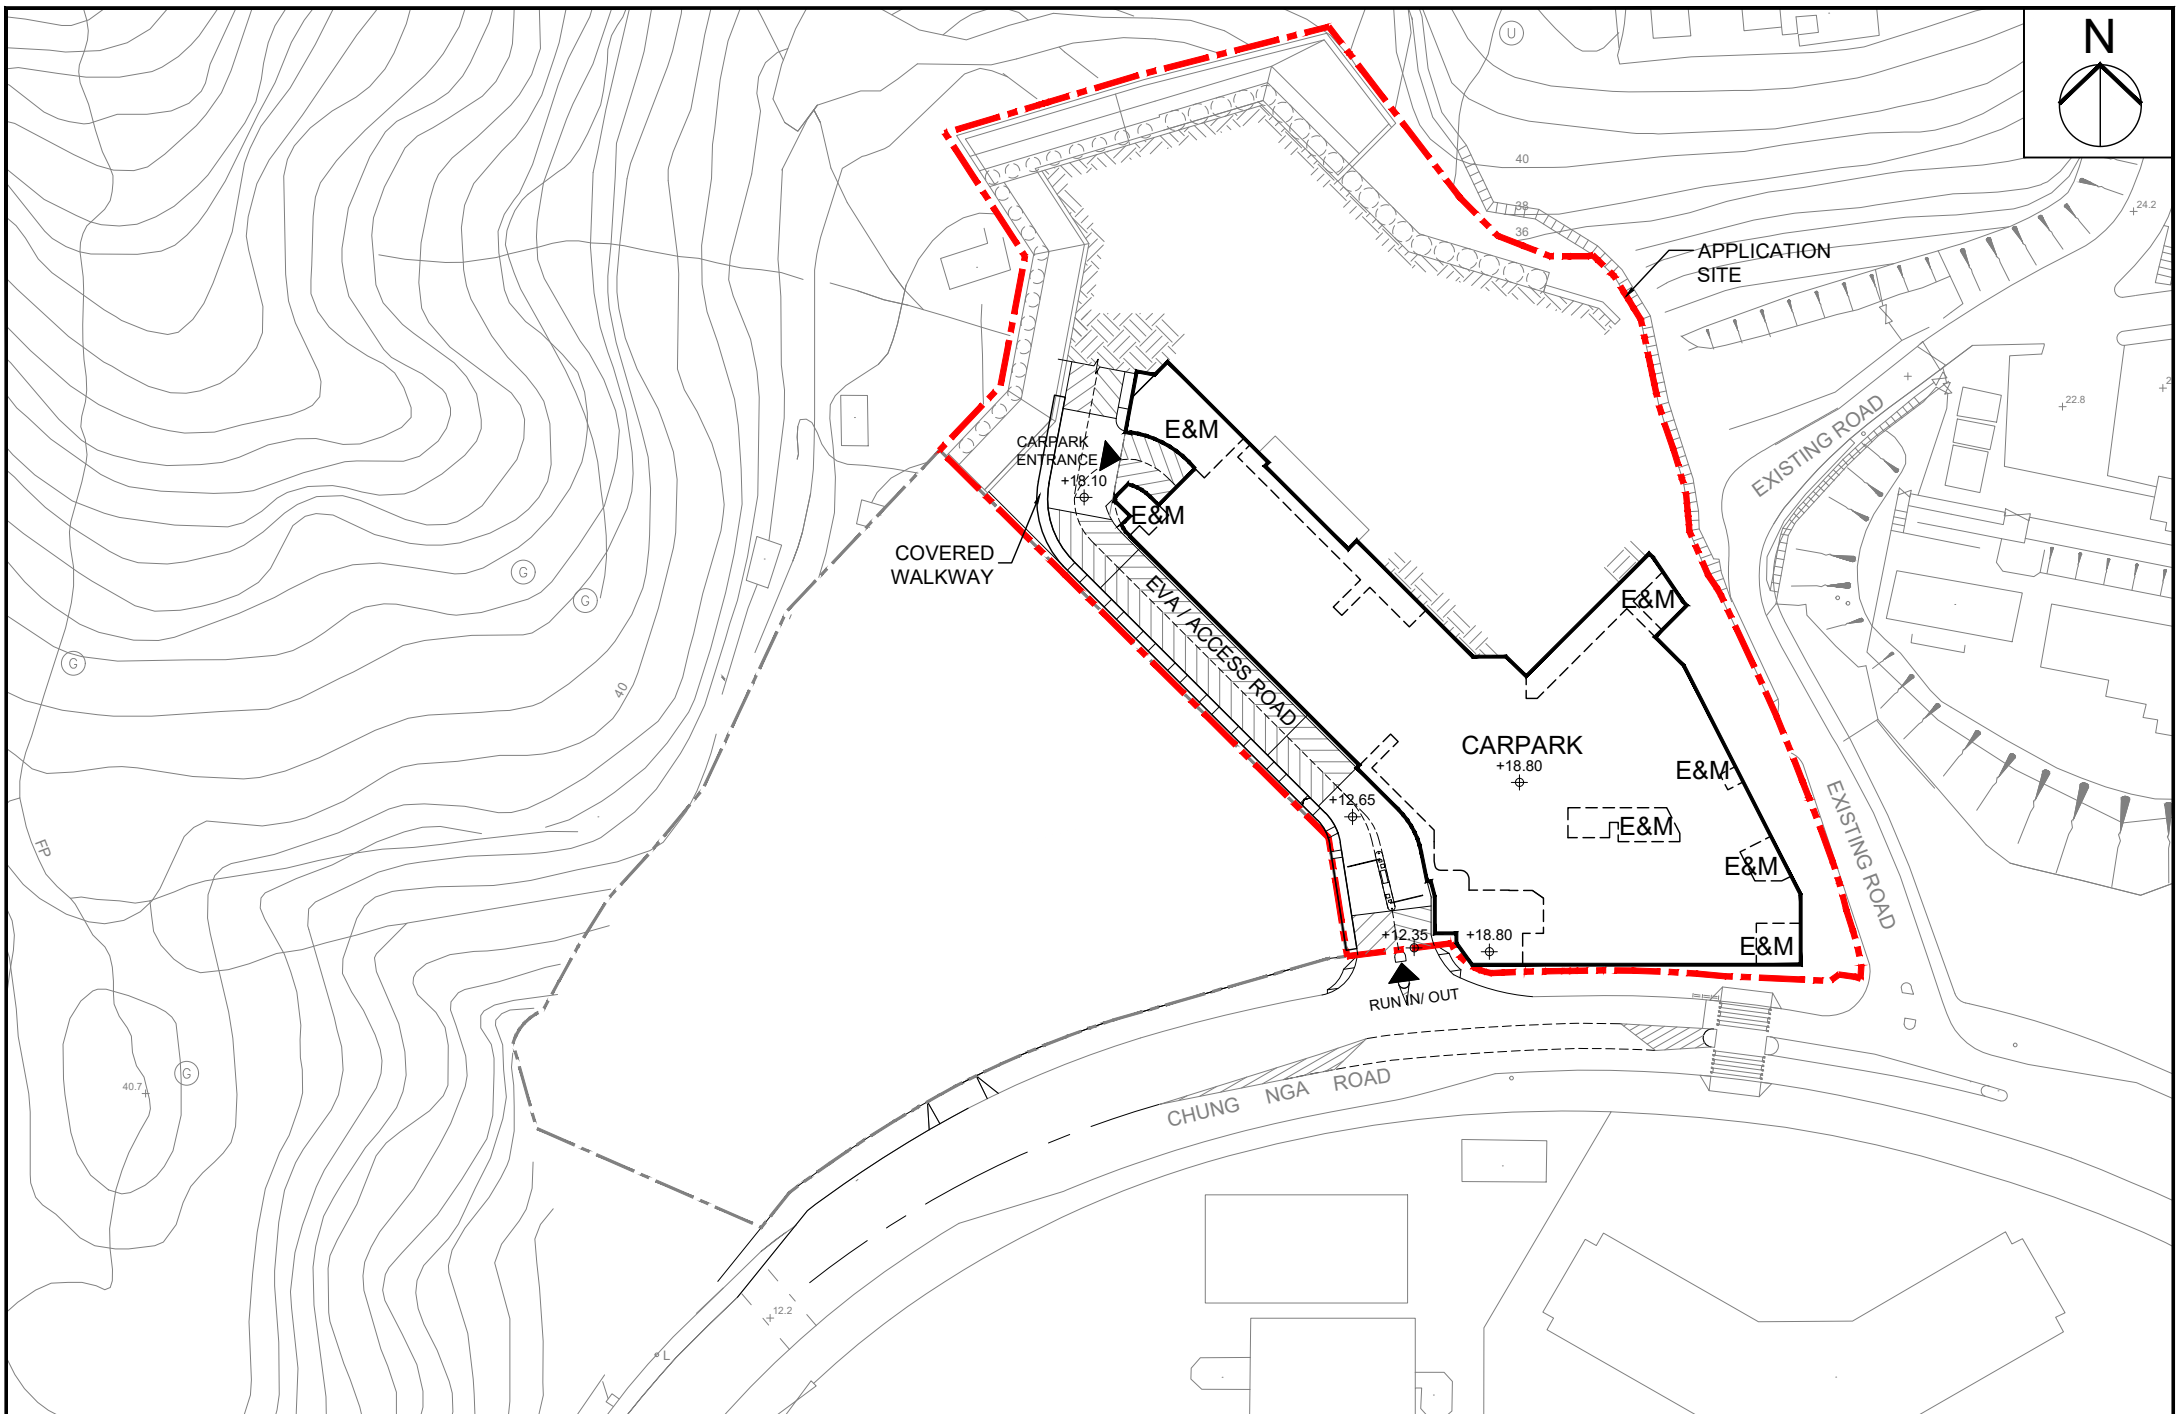 N
U
40
38
36
24.2
APPLICATION
SITE
22.8
2
EXISTING ROAD
E&M
CARPARK
ENTRANCE
+18.10
E&M
COVERED
WALKWAY
G
G
G
E&M
EVA / ACCESS ROAD
40
CARPARK
+18.80
E&M
+12.65
E&M
EXISTING ROAD
FP
E&M
+12.35
+18.80
E&M
RUN IN/ OUT
G
40.7
CHUNG NGA ROAD
12.2
L